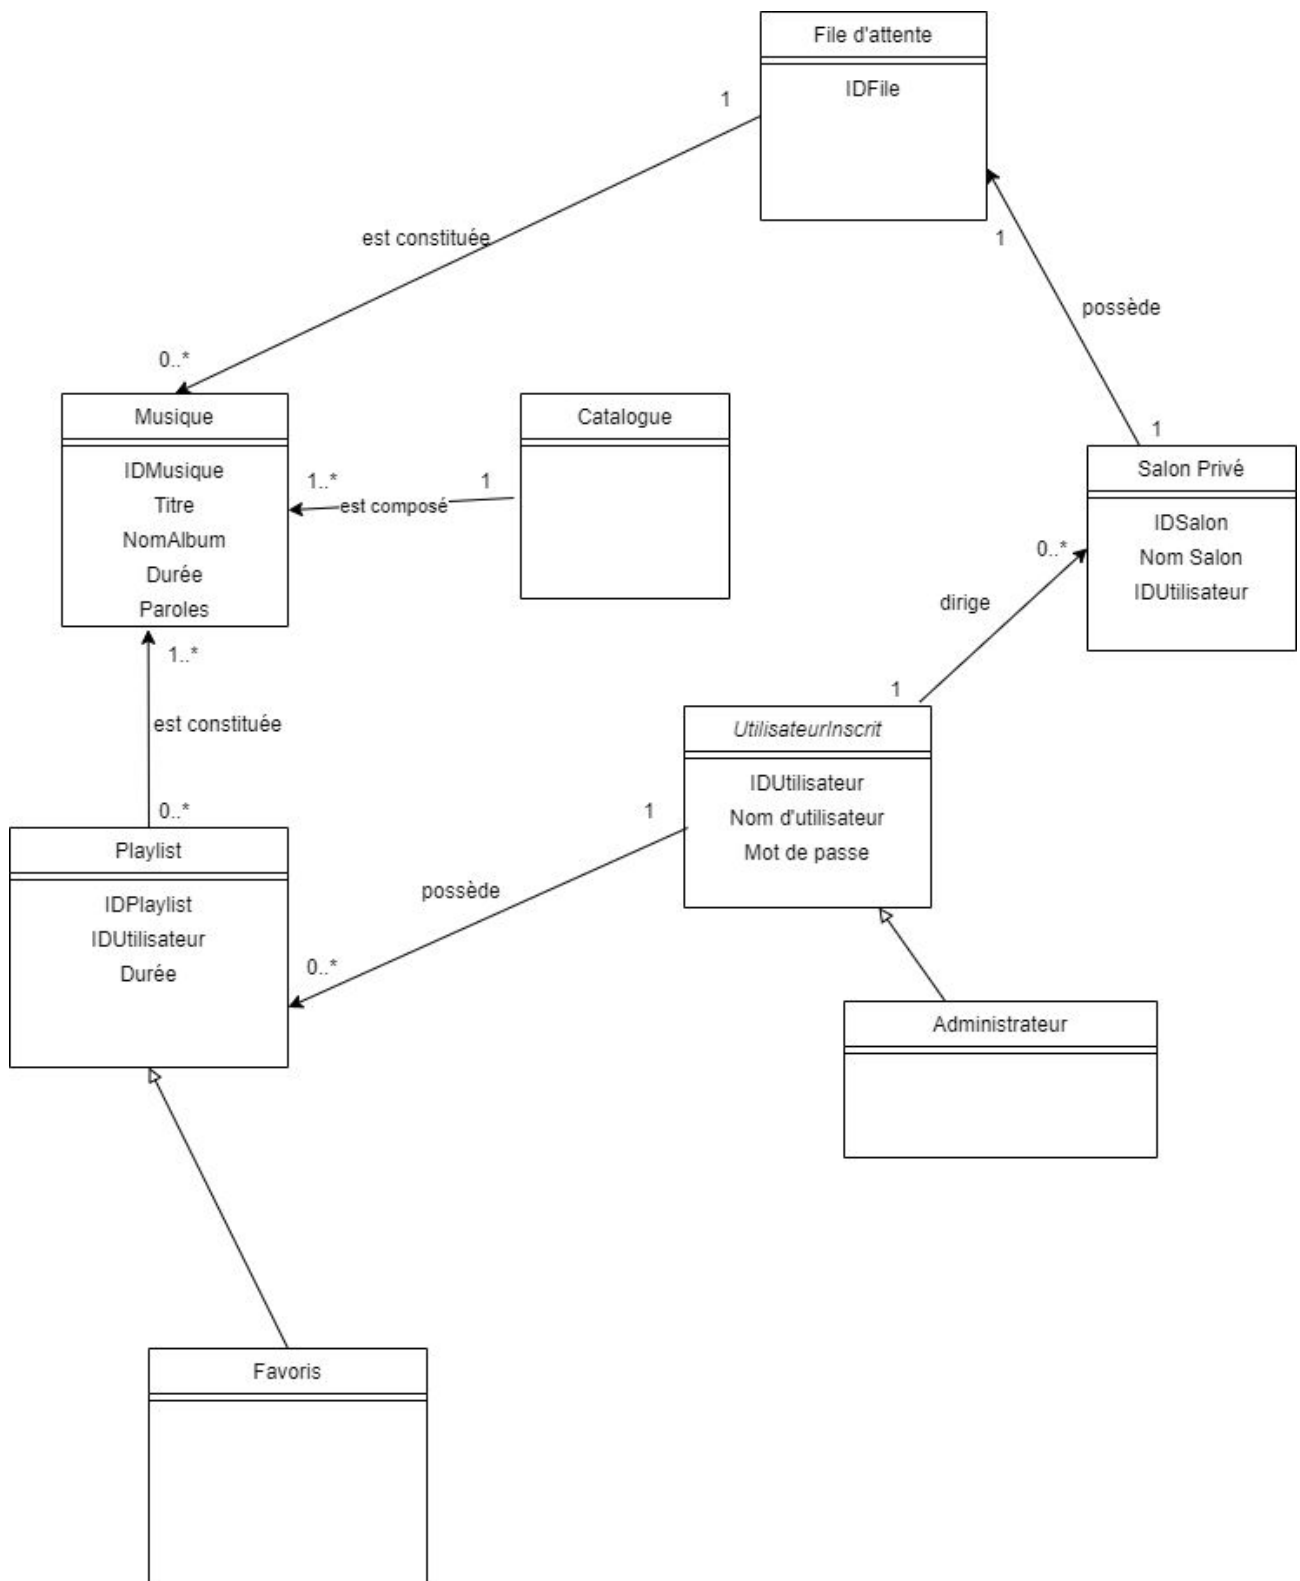 File d'attente
IDFile
1
est constituée
1
possède
0..*
1
Musique
IDMusique
Titre
NomAlbum
Durée
Paroles
1..*
est composé
1
Catalogue
Salon Privé
IDSalon
Nom Salon
IDUtilisateur
0..*
dirige
1
1..*
est constituée
0..*
UtilisateurInscrit
IDUtilisateur
Nom d'utilisateur
Mot de passe
1
possède
0..*
Playlist
IDPlaylist
IDUtilisateur
Durée
Administrateur
Favoris